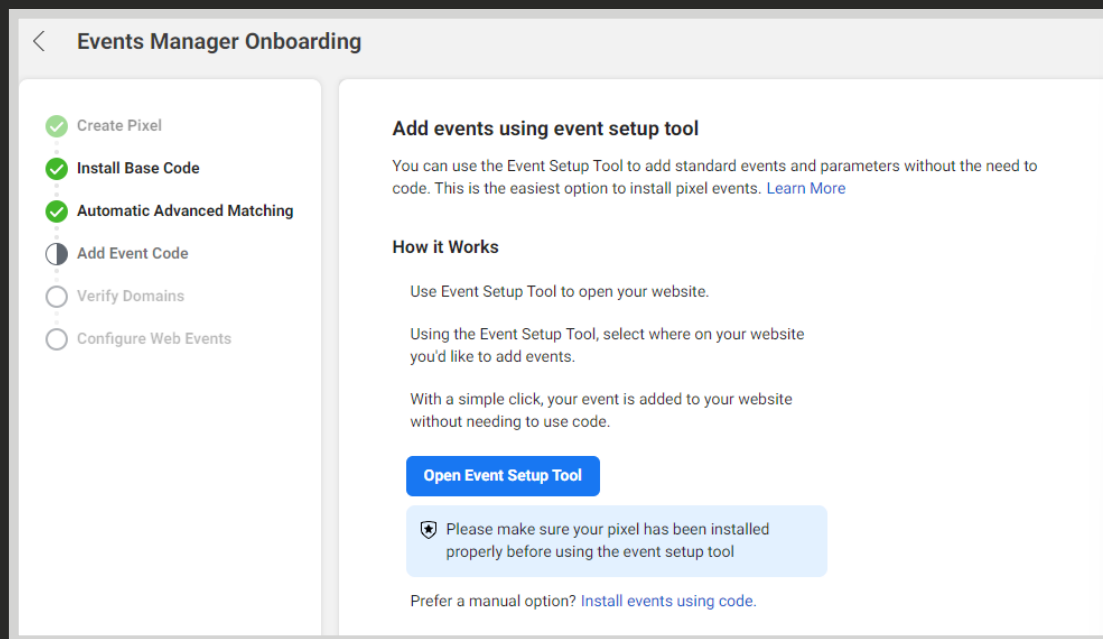 Events Manager Onboarding
Create Pixel
Install Base Code
Automatic Advanced Matching
Add Event Code
Verify Domains
Configure Web Events
Add events using event setup tool
You can use the Event Setup Tool to add standard events and parameters without the need to
code. This is the easiest option to install pixel events. Learn More
How it Works
Use Event Setup Tool to open your website.
Using the Event Setup Tool, select where on your website
you'd like to add events.
With a simple click, your event is added to your website
without needing to use code.
Open Event Setup Tool
Please make sure your pixel has been installed
properly before using the event setup tool
Prefer a manual option? Install events using code.